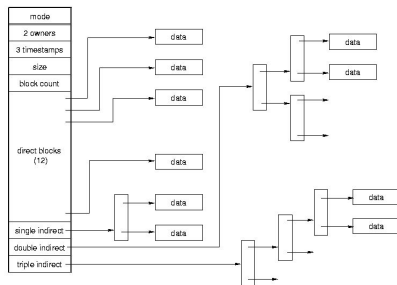 mode
2 owners
3 timestamps
size
block count
direct blocks
(12)
single indirect
double indirect
triple indirect
data
data
data
data
data
data
data
data
data
data